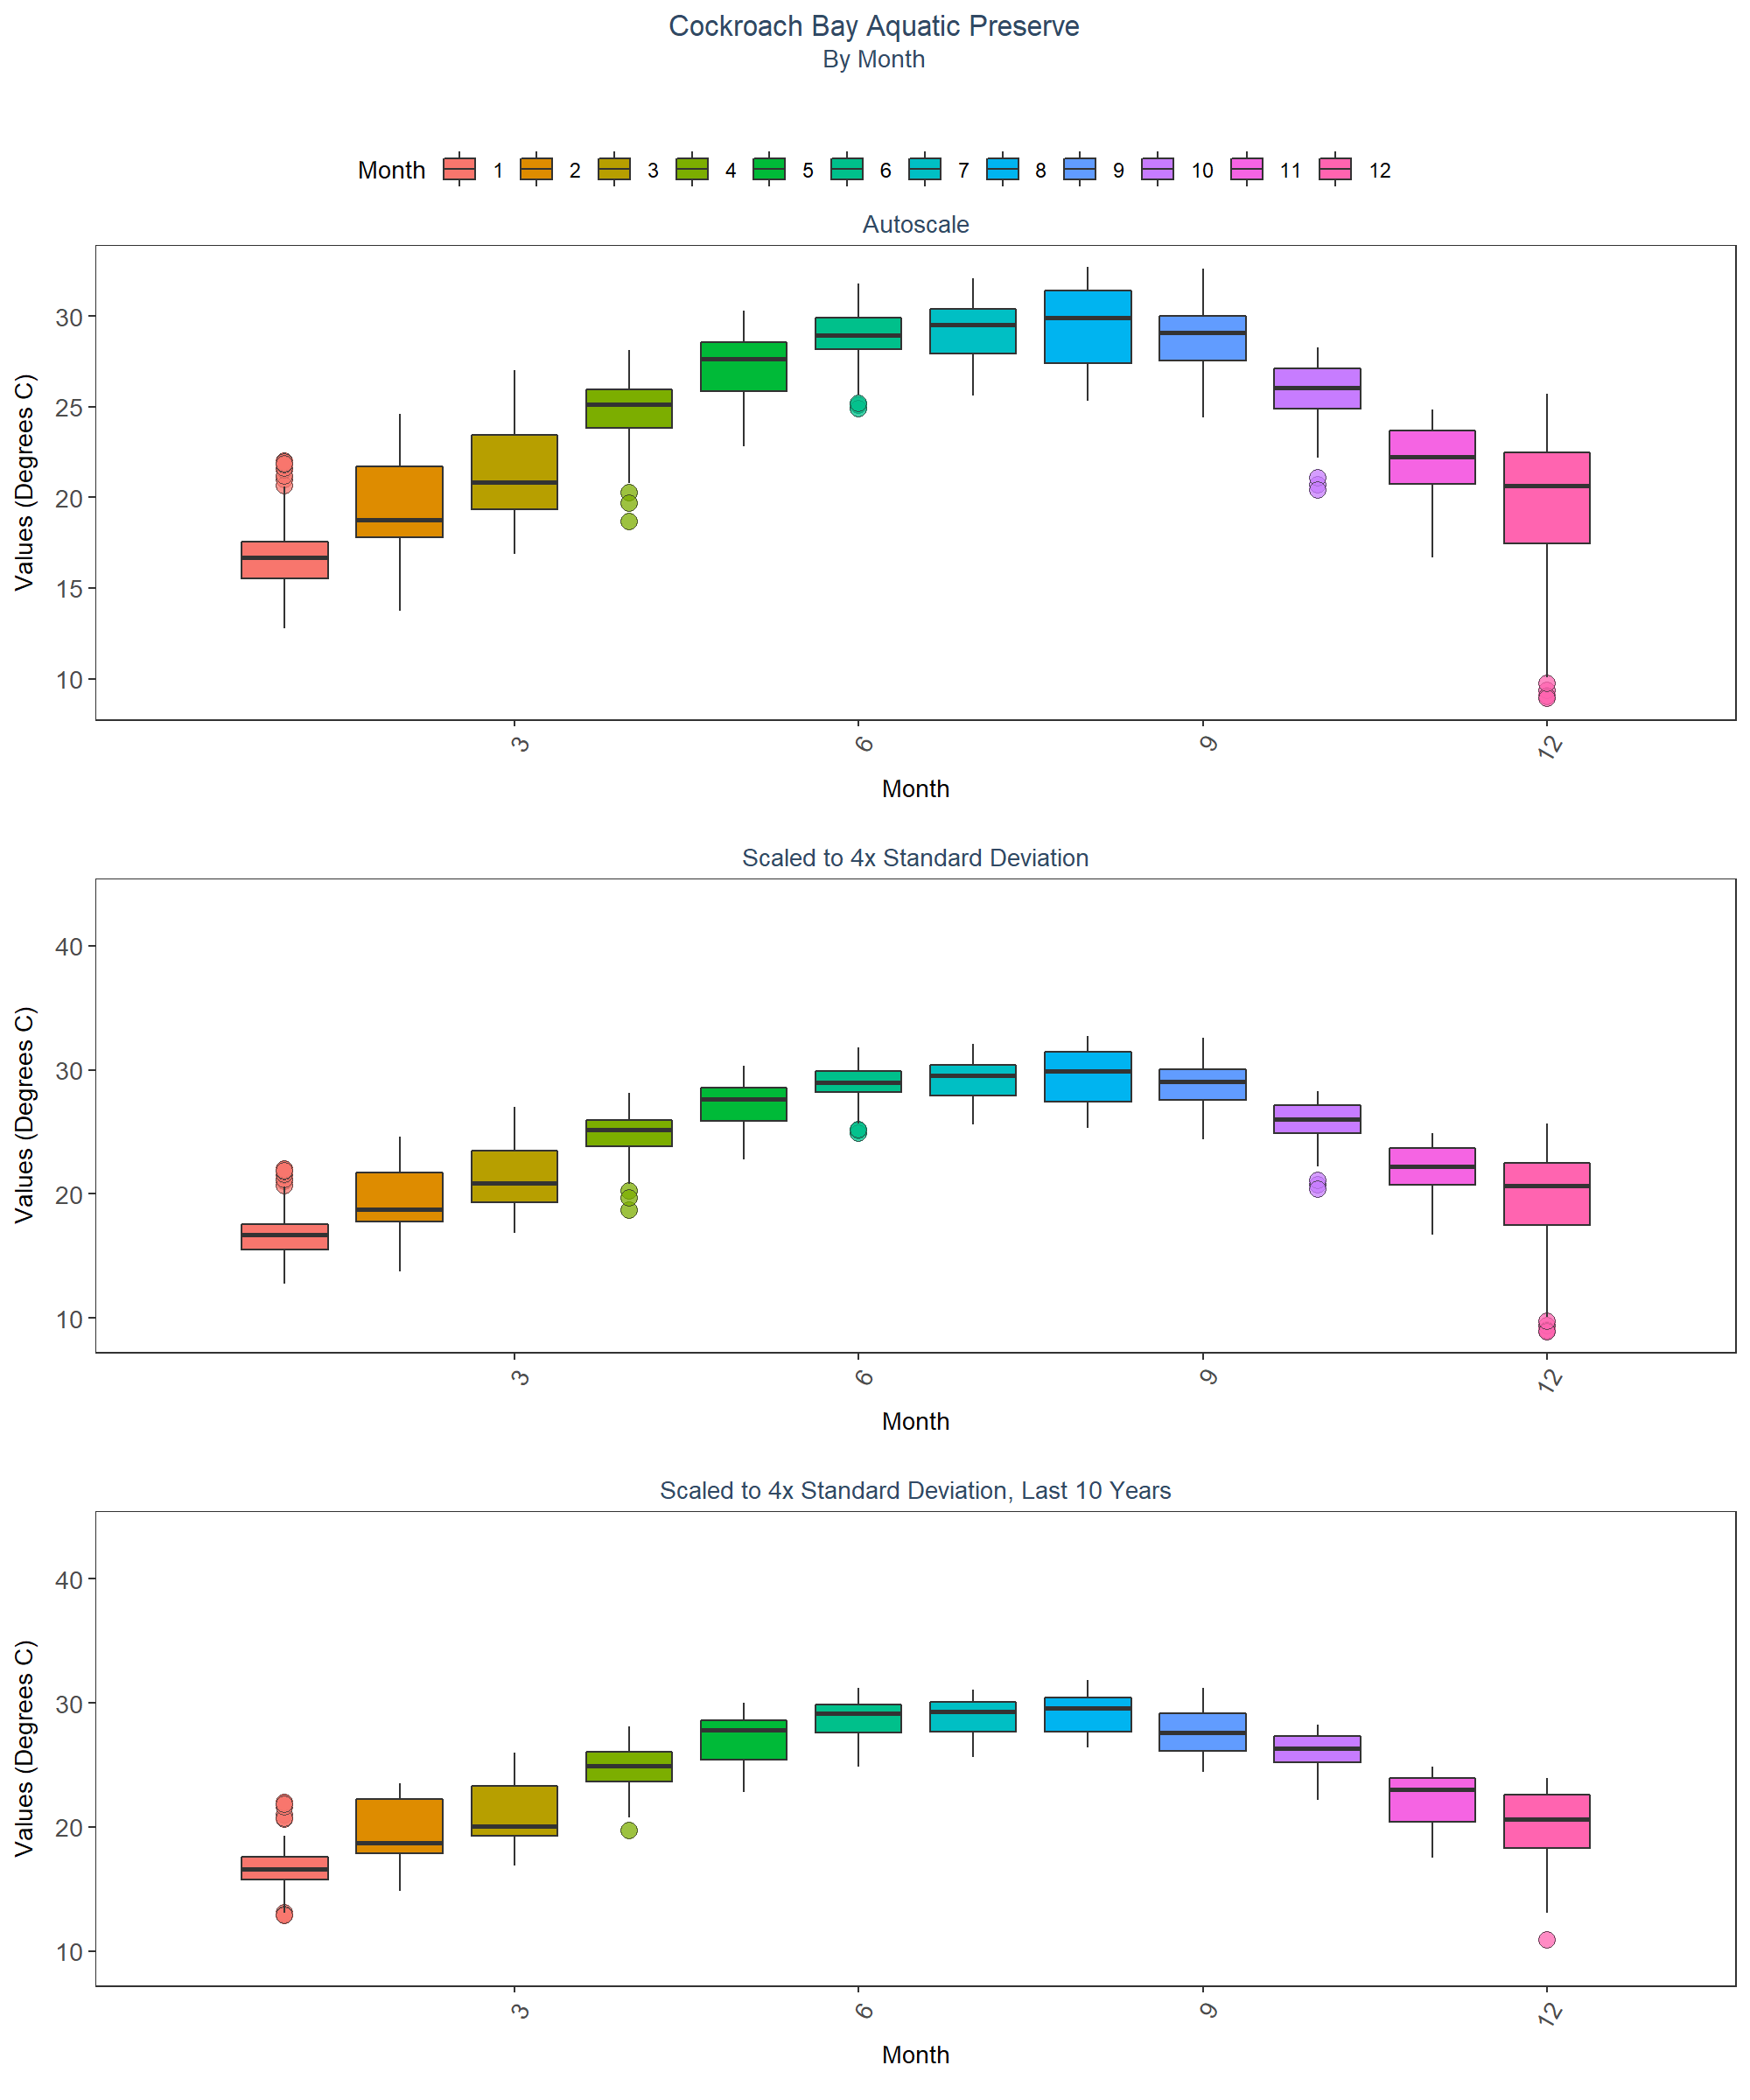 Cockroach Bay Aquatic Preserve
By Month
Month 1 2 3 4 5 6 7 8 9 10 11 12
Autoscale
Values (Degrees C)
30
25
20
15
10
3 6 9 12
Month
Scaled to 4x Standard Deviation
Values (Degrees C)
40
30
20
10
3 6 9 12
Month
Scaled to 4x Standard Deviation, Last 10 Years
Values (Degrees C)
40
30
20
10
3 6 9 12
Month